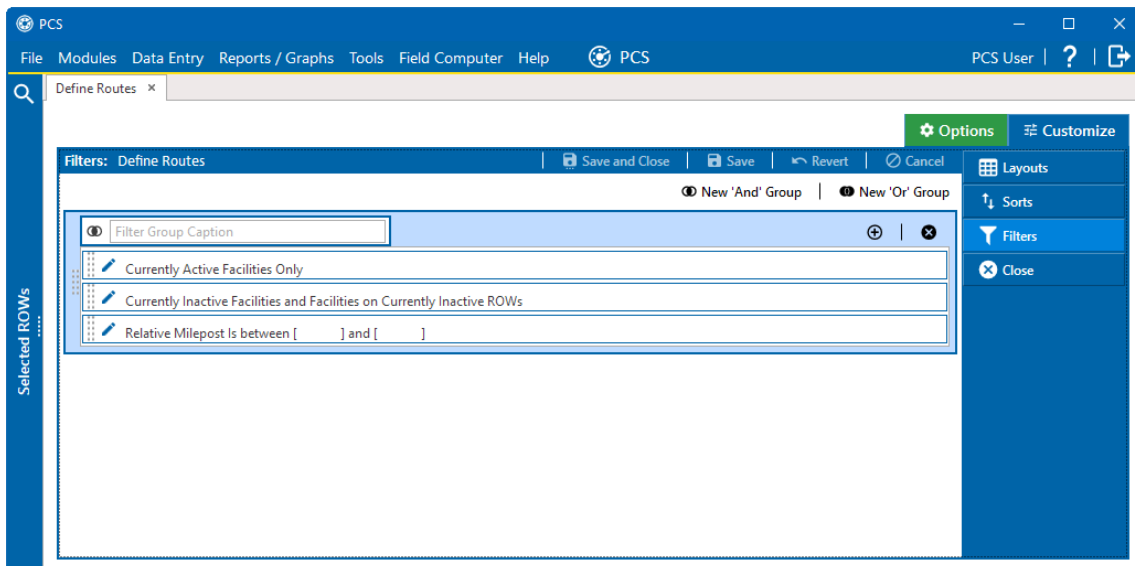 PCS
File Modules Data Entry Reports / Graphs Tools Field Computer Help PCS PCS User | ? |
Define Routes ×
Options Customize
Filters: Define Routes | Save and Close | Save | Revert | Cancel
Layouts
New 'And' Group | New 'Or' Group
Sorts
Filter Group Caption
Filters
Currently Active Facilities Only
Close
Currently Inactive Facilities and Facilities on Currently Inactive ROWs
Relative Milepost Is between [ ] and [ ]
Selected ROWs